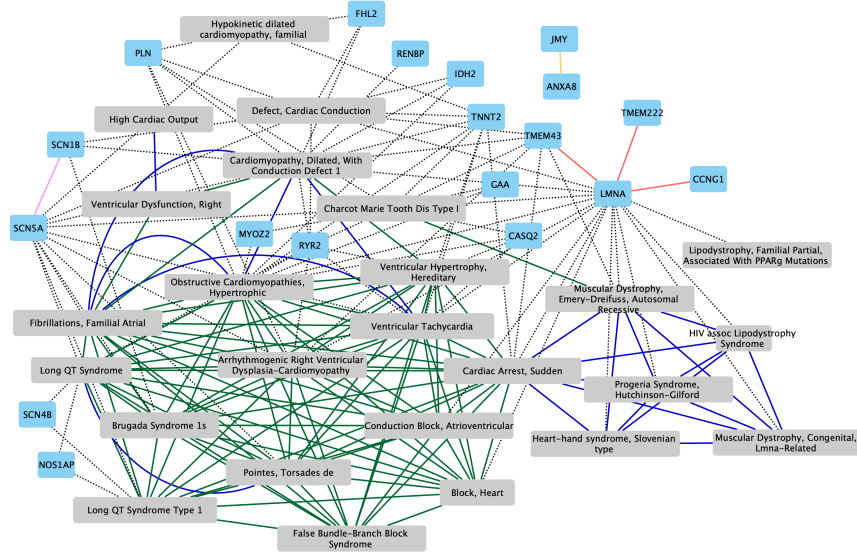 FHL2
Hypokinetic dilated
cardiomyopathy, familial
JMY
PLN
RENBP
IDH2
ANXA8
High Cardiac Output
Defect, Cardiac Conduction
TNNT2
TMEM222
TMEM43
SCN1B
Cardiomyopathy, Dilated, With
Conduction Defect 1
GAA
CCNG1
LMNA
Ventricular Dysfunction, Right
Charcot Marie Tooth Dis Type I
SCN5A
MYOZ2
RYR2
CASQ2
Lipodystrophy, Familial Partial,
Associated With PPARg Mutations
Ventricular Hypertrophy,
Hereditary
Obstructive Cardiomyopathies,
Hypertrophic
Muscular Dystrophy,
Emery-Dreifuss, Autosomal
Recessive
Fibrillations, Familial Atrial
Ventricular Tachycardia
HIV assoc Lipodystrophy
Syndrome
Long QT Syndrome
Arrhythmogenic Right Ventricular
Dysplasia-Cardiomyopathy
Cardiac Arrest, Sudden
Progeria Syndrome,
Hutchinson-Gilford
SCN4B
Brugada Syndrome 1s
Conduction Block, Atrioventricular
Heart-hand syndrome, Slovenian
type
Muscular Dystrophy, Congenital,
Lmna-Related
NOS1AP
Pointes, Torsades de
Block, Heart
Long QT Syndrome Type 1
False Bundle-Branch Block
Syndrome